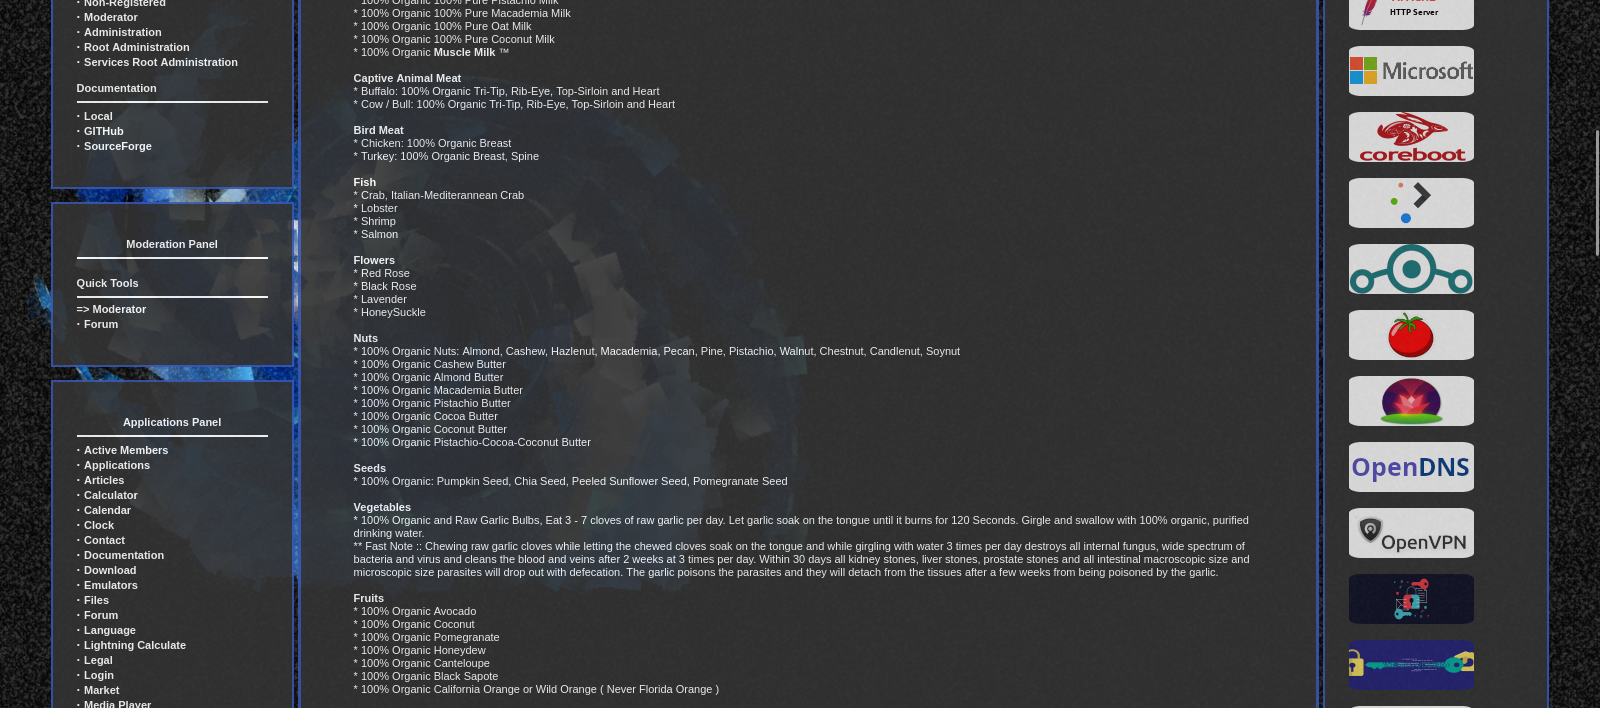 · Non-Registered
· Moderator
· Administration
· Root Administration
· Services Root Administration
Documentation
· Local
· GITHub
· SourceForge
Moderation Panel
Quick Tools
=> Moderator
· Forum
Applications Panel
· Active Members
· Applications
· Articles
· Calculator
· Calendar
· Clock
· Contact
· Documentation
· Download
· Emulators
· Files
· Forum
· Language
· Lightning Calculate
· Legal
· Login
· Market
· Media Player
* 100% Organic 100% Pure Pistachio Milk
* 100% Organic 100% Pure Macademia Milk
* 100% Organic 100% Pure Oat Milk
* 100% Organic 100% Pure Coconut Milk
* 100% Organic Muscle Milk ™
Captive Animal Meat
* Buffalo: 100% Organic Tri-Tip, Rib-Eye, Top-Sirloin and Heart
* Cow / Bull: 100% Organic Tri-Tip, Rib-Eye, Top-Sirloin and Heart
Bird Meat
* Chicken: 100% Organic Breast
* Turkey: 100% Organic Breast, Spine
Fish
* Crab, Italian-Mediterannean Crab
* Lobster
* Shrimp
* Salmon
Flowers
* Red Rose
* Black Rose
* Lavender
* HoneySuckle
Nuts
* 100% Organic Nuts: Almond, Cashew, Hazlenut, Macademia, Pecan, Pine, Pistachio, Walnut, Chestnut, Candlenut, Soynut
* 100% Organic Cashew Butter
* 100% Organic Almond Butter
* 100% Organic Macademia Butter
* 100% Organic Pistachio Butter
* 100% Organic Cocoa Butter
* 100% Organic Coconut Butter
* 100% Organic Pistachio-Cocoa-Coconut Butter
Seeds
* 100% Organic: Pumpkin Seed, Chia Seed, Peeled Sunflower Seed, Pomegranate Seed
Vegetables
* 100% Organic and Raw Garlic Bulbs, Eat 3 - 7 cloves of raw garlic per day. Let garlic soak on the tongue until it burns for 120 Seconds. Girgle and swallow with 100% organic, purified
drinking water.
** Fast Note :: Chewing raw garlic cloves while letting the chewed cloves soak on the tongue and while girgling with water 3 times per day destroys all internal fungus, wide spectrum of
bacteria and virus and cleans the blood and veins after 2 weeks at 3 times per day. Within 30 days all kidney stones, liver stones, prostate stones and all intestinal macroscopic size and
microscopic size parasites will drop out with defecation. The garlic poisons the parasites and they will detach from the tissues after a few weeks from being poisoned by the garlic.
Fruits
* 100% Organic Avocado
* 100% Organic Coconut
* 100% Organic Pomegranate
* 100% Organic Honeydew
* 100% Organic Canteloupe
* 100% Organic Black Sapote
* 100% Organic California Orange or Wild Orange ( Never Florida Orange )
HTTP Server
Microsoft
coreboot
OpenDNS
OpenVPN